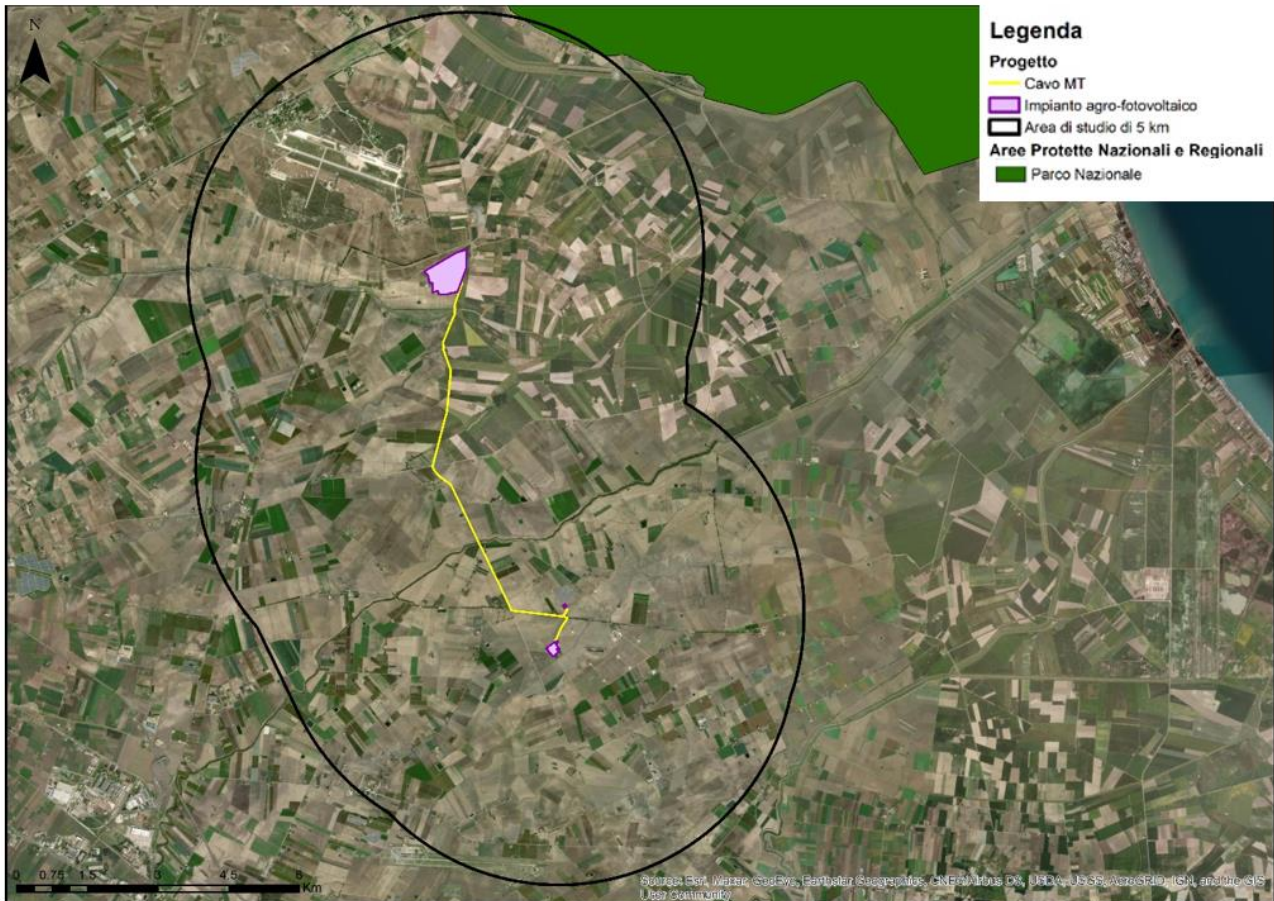 N
Legenda
Progetto
Cavo MT
Impianto agro-fotovoltaico
Area di studio di 5 km
Aree Protette Nazionali e Regionali
Parco Nazionale
0 0.75 1.5 3 4.5 6
Km
Source: Esri, Maxar, GeoEye, Earthstar Geographics, CNES/Airbus DS, USDA, USGS, AeroGRID, IGN, and the GIS
User Community